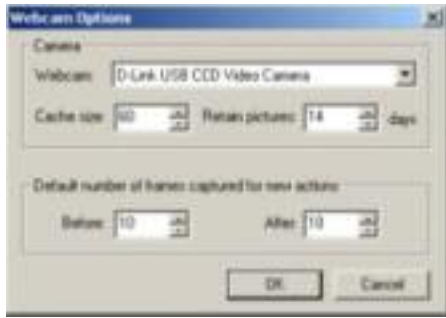 Webcam Options
Camera
Webcam: D-Link USB CCD Video Camera
Cache size: 60 Retain pictures: 14 days
Default number of frames captured for new actions
Before: 10 After: 10
OK Cancel